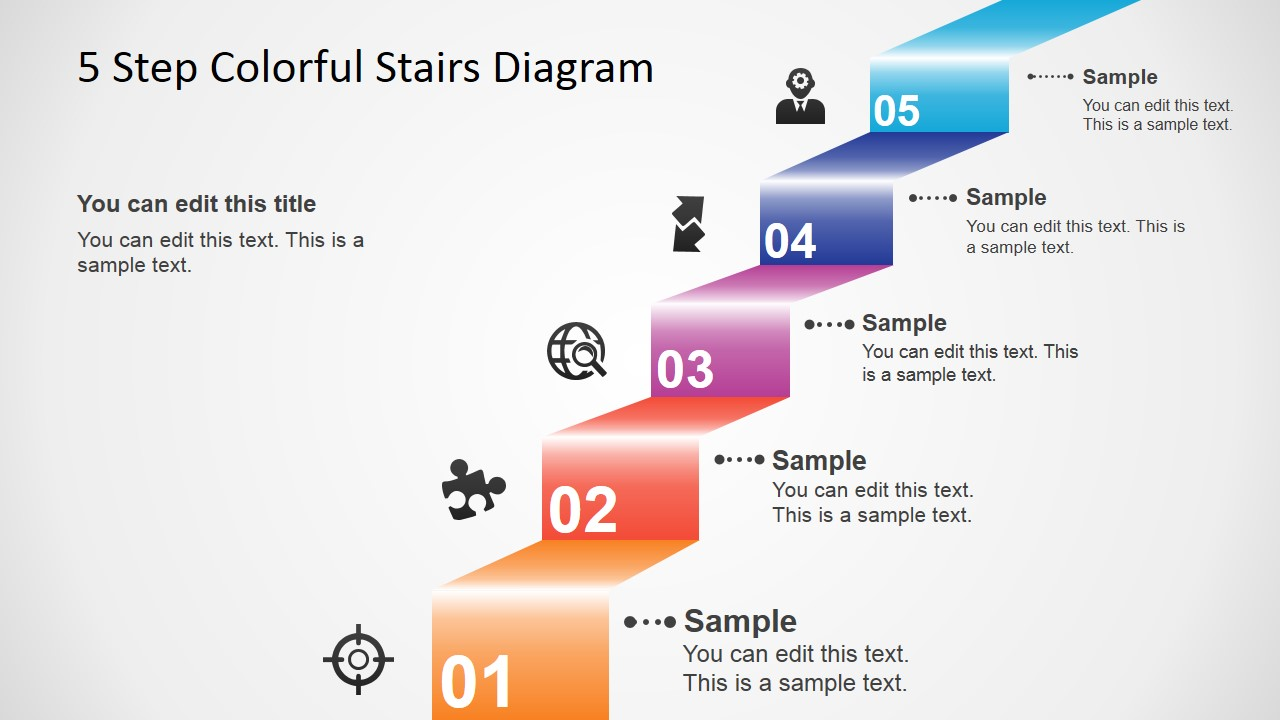 5 Step Colorful Stairs Diagram
You can edit this title
You can edit this text. This is a
sample text.
05
Sample
You can edit this text.
This is a sample text.
04
Sample
You can edit this text. This is
a sample text.
03
Sample
You can edit this text. This
is a sample text.
02
Sample
You can edit this text.
This is a sample text.
01
Sample
You can edit this text.
This is a sample text.